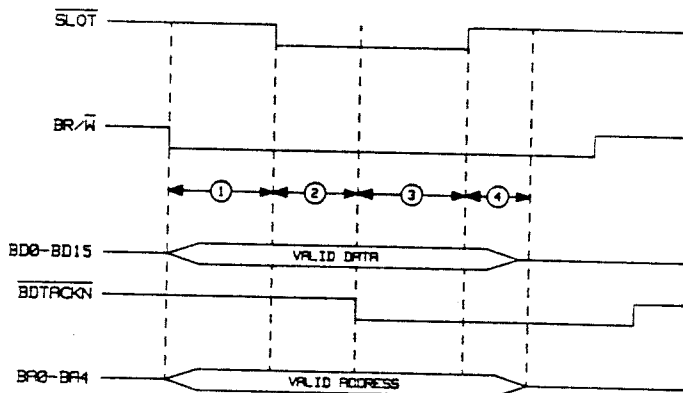 SLOT
BR/W
1 2 3 4
BD0-BD15 VALID DATA
BDTACKN
BA0-BA4 VALID ADDRESS